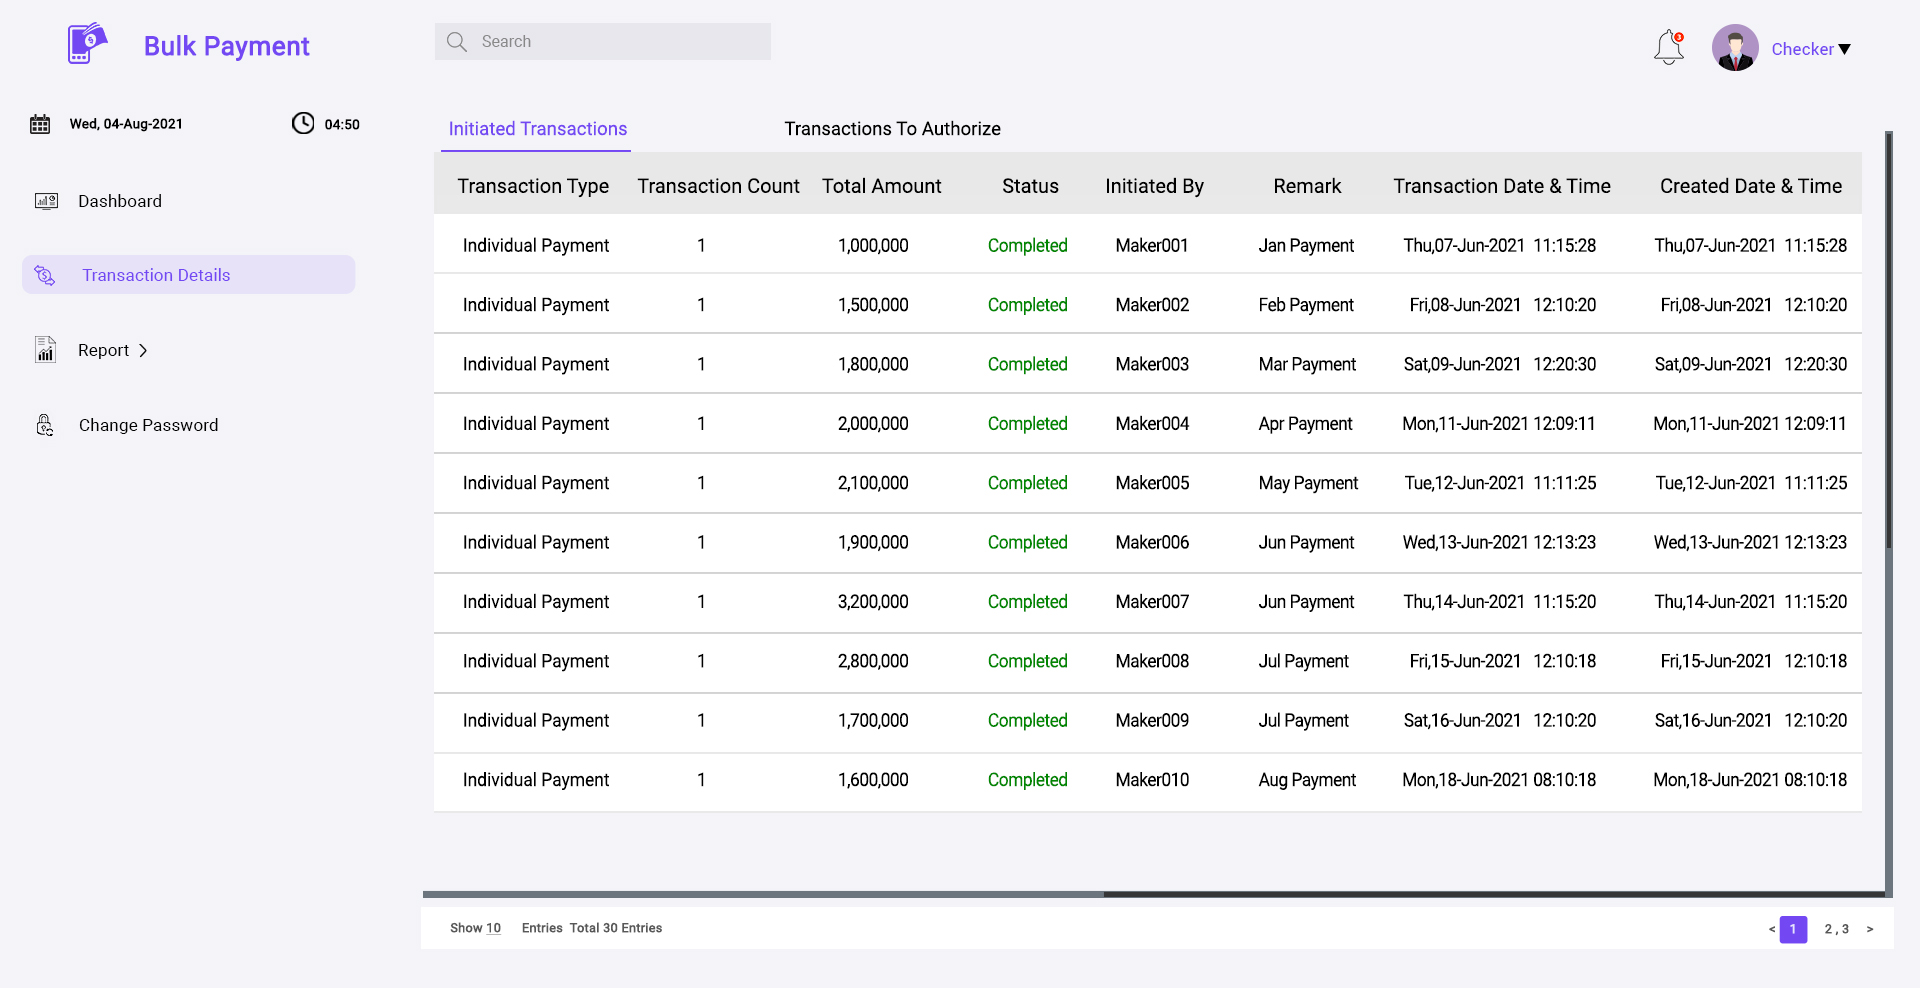 Bulk Payment
Search
3
Checker
Wed, 04-Aug-2021 04:50
Dashboard
Transaction Details
Report
Change Password
Initiated Transactions Transactions To Authorize
Transaction Type Transaction Count Total Amount Status Initiated By Remark Transaction Date & Time Created Date & Time
Individual Payment 1 1,000,000 Completed Maker001 Jan Payment Thu,07-Jun-2021 11:15:28 Thu,07-Jun-2021 11:15:28
Individual Payment 1 1,500,000 Completed Maker002 Feb Payment Fri,08-Jun-2021 12:10:20 Fri,08-Jun-2021 12:10:20
Individual Payment 1 1,800,000 Completed Maker003 Mar Payment Sat,09-Jun-2021 12:20:30 Sat,09-Jun-2021 12:20:30
Individual Payment 1 2,000,000 Completed Maker004 Apr Payment Mon,11-Jun-2021 12:09:11 Mon,11-Jun-2021 12:09:11
Individual Payment 1 2,100,000 Completed Maker005 May Payment Tue,12-Jun-2021 11:11:25 Tue,12-Jun-2021 11:11:25
Individual Payment 1 1,900,000 Completed Maker006 Jun Payment Wed,13-Jun-2021 12:13:23 Wed,13-Jun-2021 12:13:23
Individual Payment 1 3,200,000 Completed Maker007 Jun Payment Thu,14-Jun-2021 11:15:20 Thu,14-Jun-2021 11:15:20
Individual Payment 1 2,800,000 Completed Maker008 Jul Payment Fri,15-Jun-2021 12:10:18 Fri,15-Jun-2021 12:10:18
Individual Payment 1 1,700,000 Completed Maker009 Jul Payment Sat,16-Jun-2021 12:10:20 Sat,16-Jun-2021 12:10:20
Individual Payment 1 1,600,000 Completed Maker010 Aug Payment Mon,18-Jun-2021 08:10:18 Mon,18-Jun-2021 08:10:18
Show 10 Entries Total 30 Entries < 1 2 , 3 >